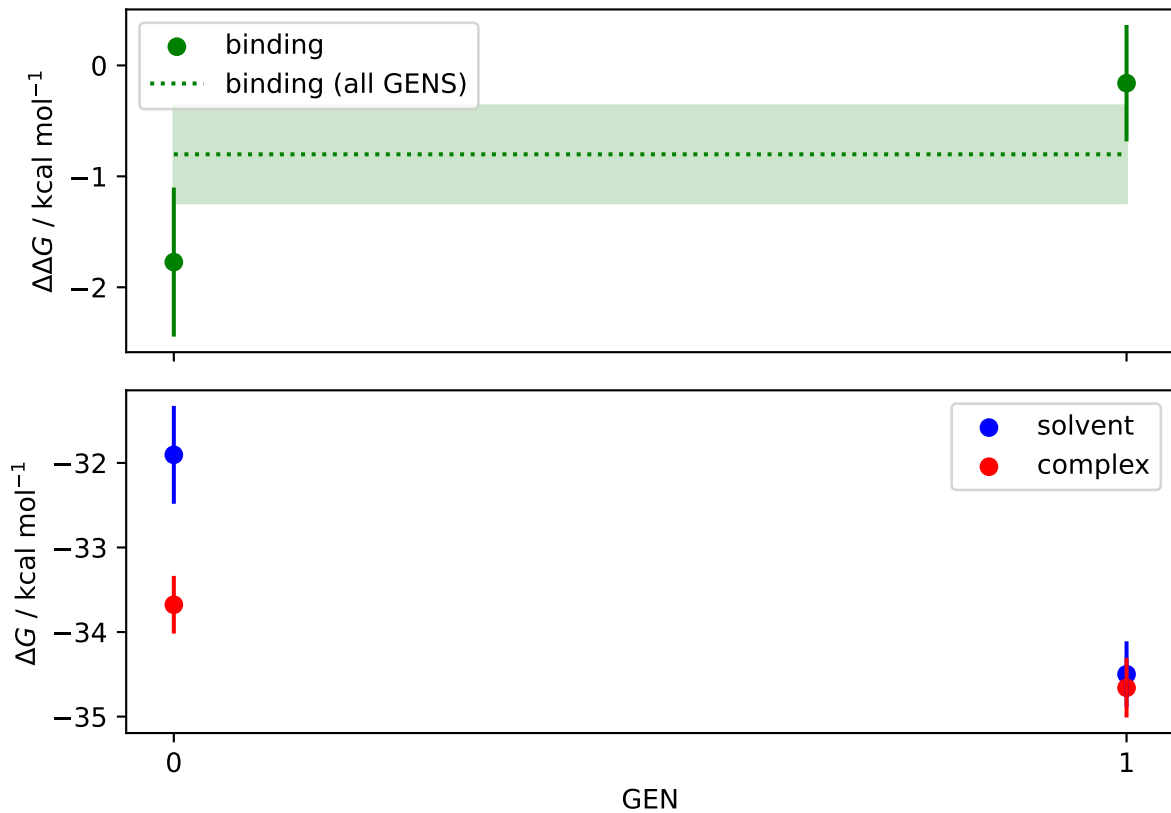 binding
binding (all GENS)
ΔΔG / kcal mol⁻¹
0
−1
−2
solvent
complex
ΔG / kcal mol⁻¹
−32
−33
−34
−35
0
1
GEN